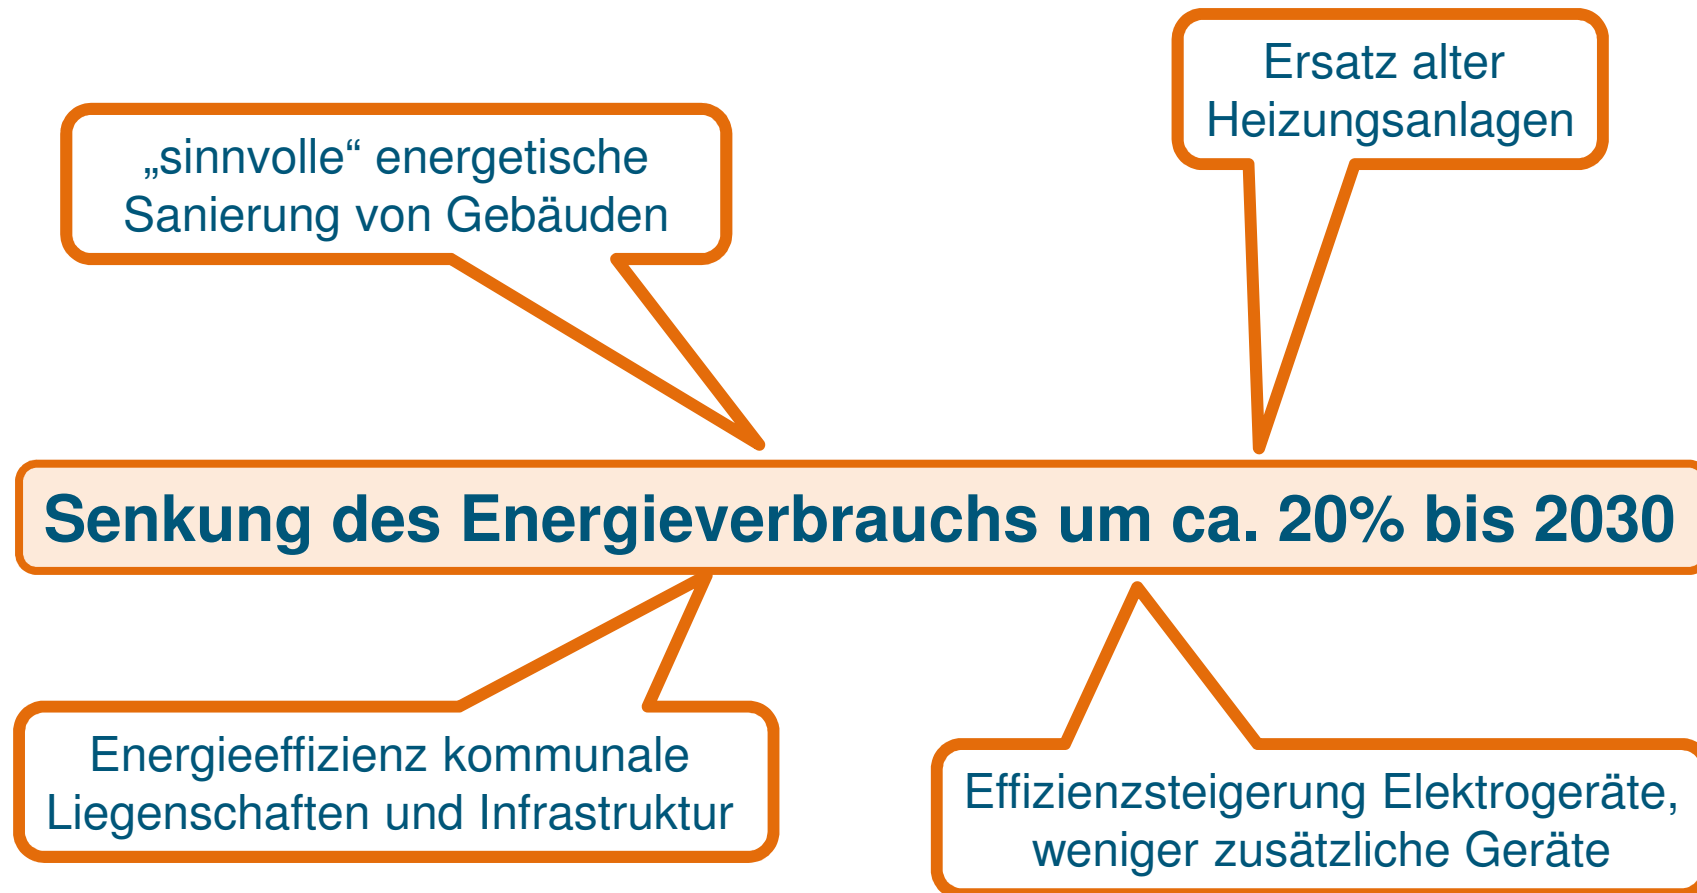 Ersatz alter
Heizungsanlagen
„sinnvolle“ energetische
Sanierung von Gebäuden
Senkung des Energieverbrauchs um ca. 20% bis 2030
Energieeffizienz kommunale
Liegenschaften und Infrastruktur
Effizienzsteigerung Elektrogeräte,
weniger zusätzliche Geräte